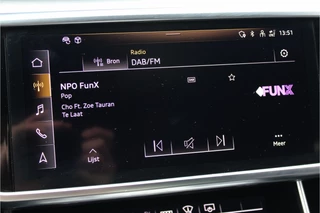 13:51
Radio
Bron
DAB/FM
NPO FunX
Pop
Cho Ft. Zoe Tauran
Te Laat
FUNX
Lijst
Meer